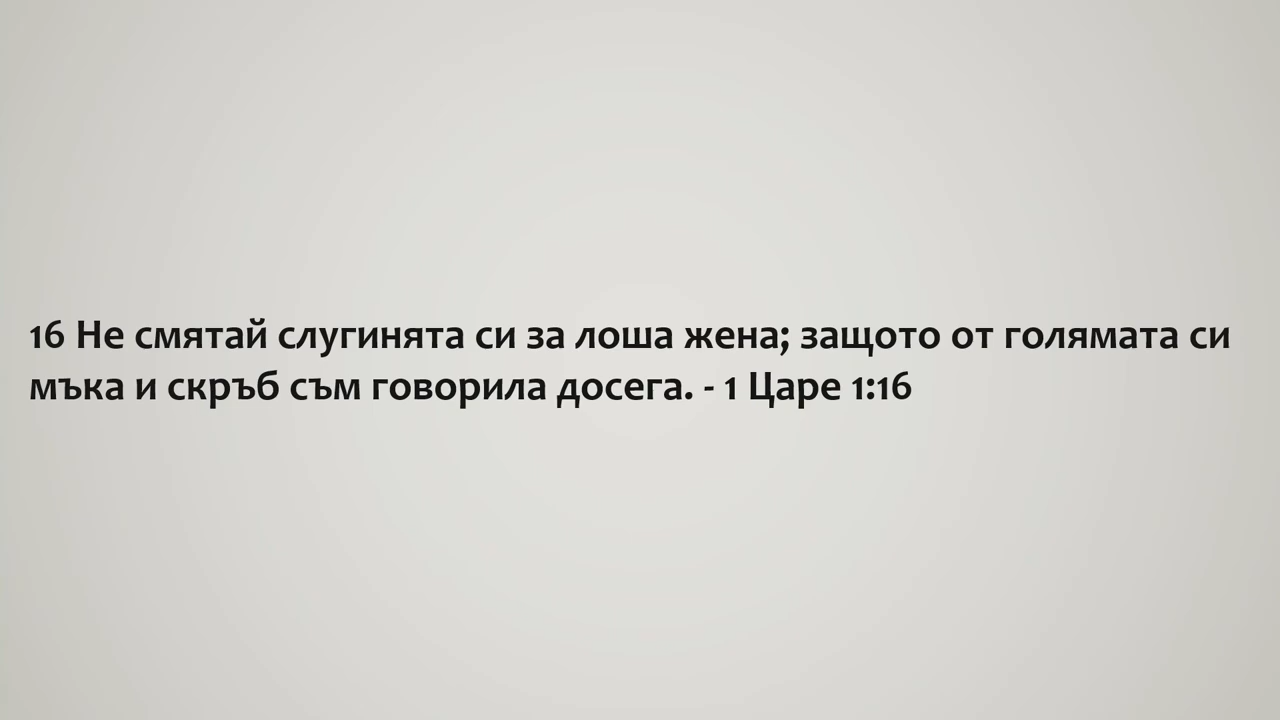 16 Не смятай слугинята си за лоша жена; защото от голямата си
мъка и скръб съм говорила досега. - 1 Царе 1:16